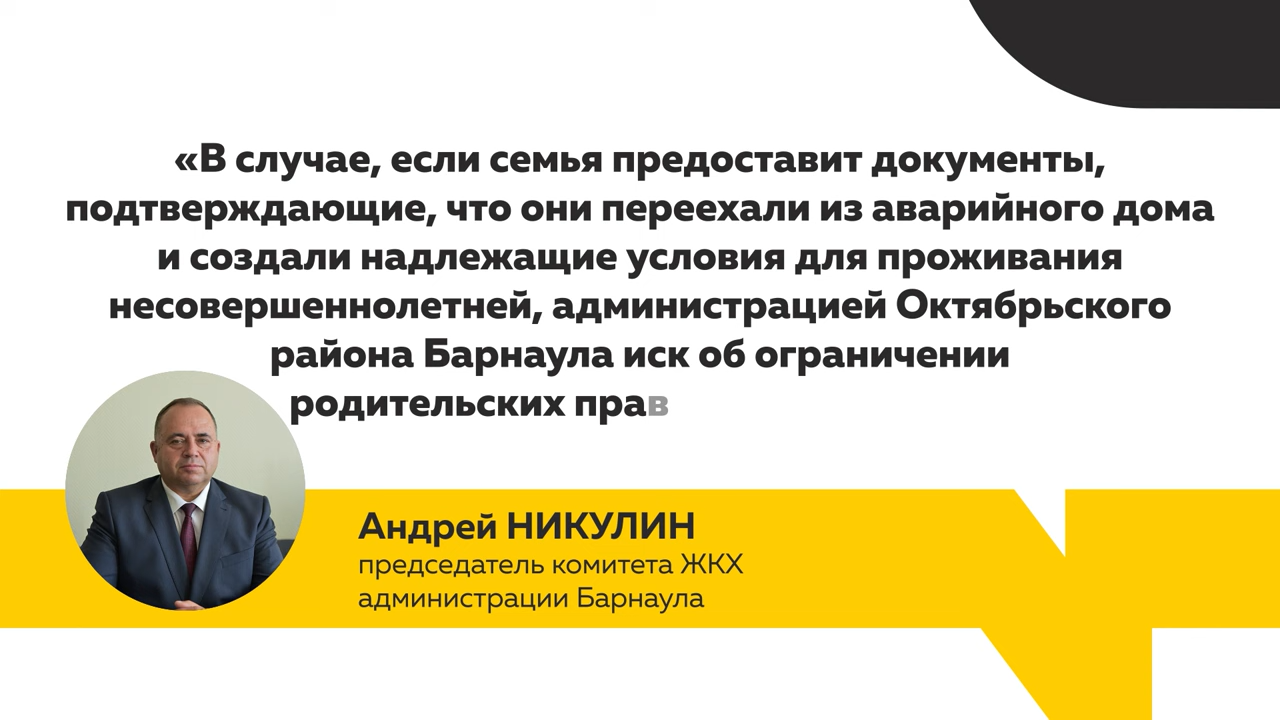 «В случае, если семья предоставит документы,
подтверждающие, что они переехали из аварийного дома
и создали надлежащие условия для проживания
несовершеннолетней, администрацией Октябрьского
района Барнаула иск об ограничении
родительских прав
Андрей НИКУЛИН
председатель комитета ЖКХ
администрации Барнаула